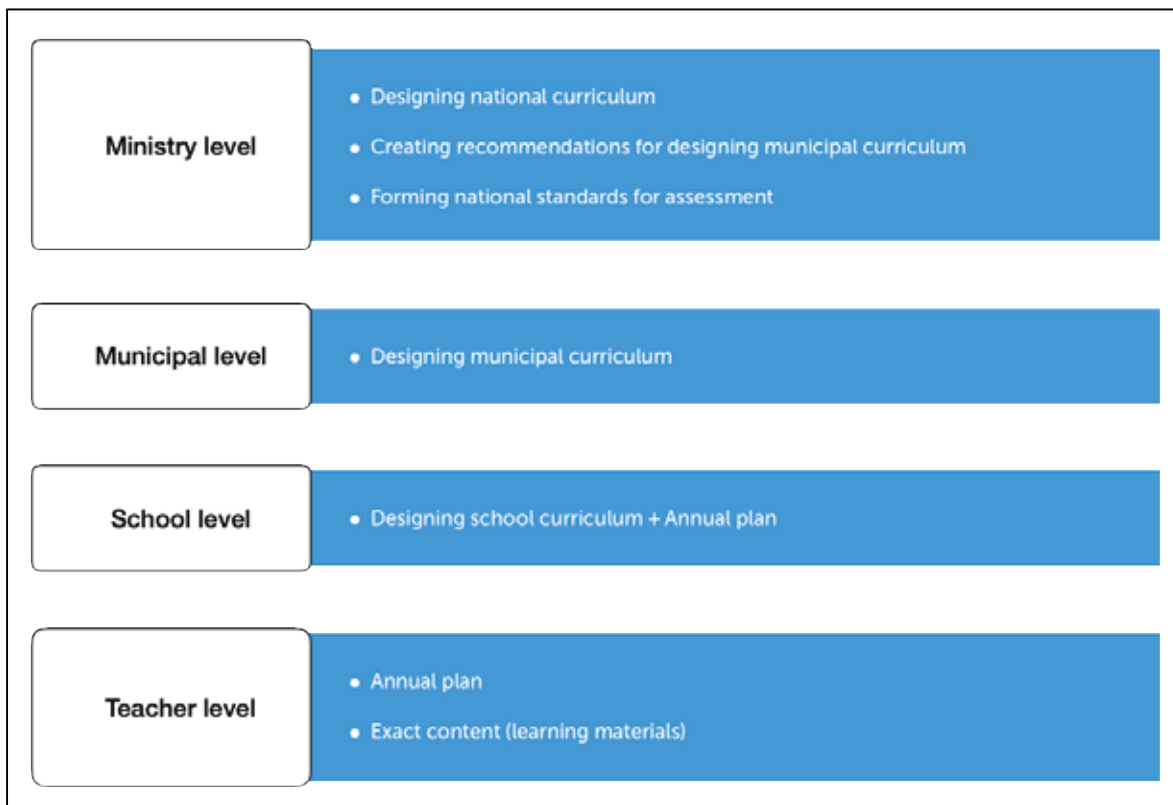 Ministry level
• Designing national curriculum
• Creating recommendations for designing municipal curriculum
• Forming national standards for assessment
Municipal level
• Designing municipal curriculum
School level
• Designing school curriculum + Annual plan
Teacher level
• Annual plan
• Exact content (learning materials)